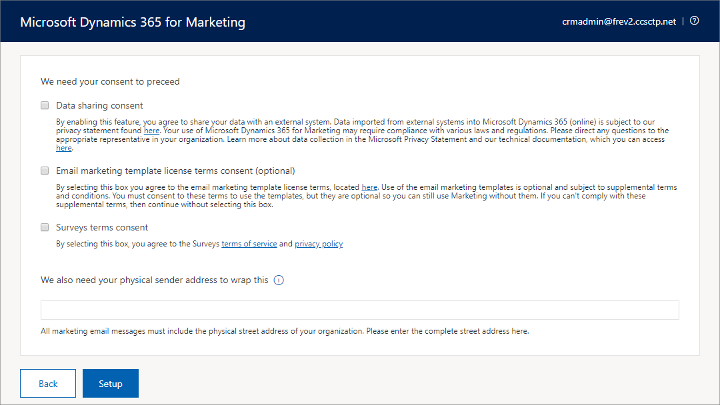 Microsoft Dynamics 365 for Marketing
crmadmin@frev2.ccsctp.net | ?
We need your consent to preceed
Data sharing consent
By enabling this feature, you agree to share your data with an external system. Data imported from external systems into Microsoft Dynamics 365 (online) is subject to our
privacy statement found here. Your use of Microsoft Dynamics 365 for Marketing may require compliance with various laws and regulations. Please direct any questions to the
appropriate representative in your organization. Learn more about data collection in the Microsoft Privacy Statement and our technical documentation, which you can access
here.
Email marketing template license terms consent (optional)
By selecting this box you agree to the email marketing template license terms, located here. Use of the email marketing templates is optional and subject to supplemental terms
and conditions. You must consent to these terms to use the templates, but they are optional so you can still use Marketing without them. If you can't comply with these
supplemental terms, then continue without selecting this box.
Surveys terms consent
By selecting this box, you agree to the Surveys terms of service and privacy policy
We also need your physical sender address to wrap this i
All marketing email messages must include the physical street address of your organization. Please enter the complete street address here.
Back
Setup